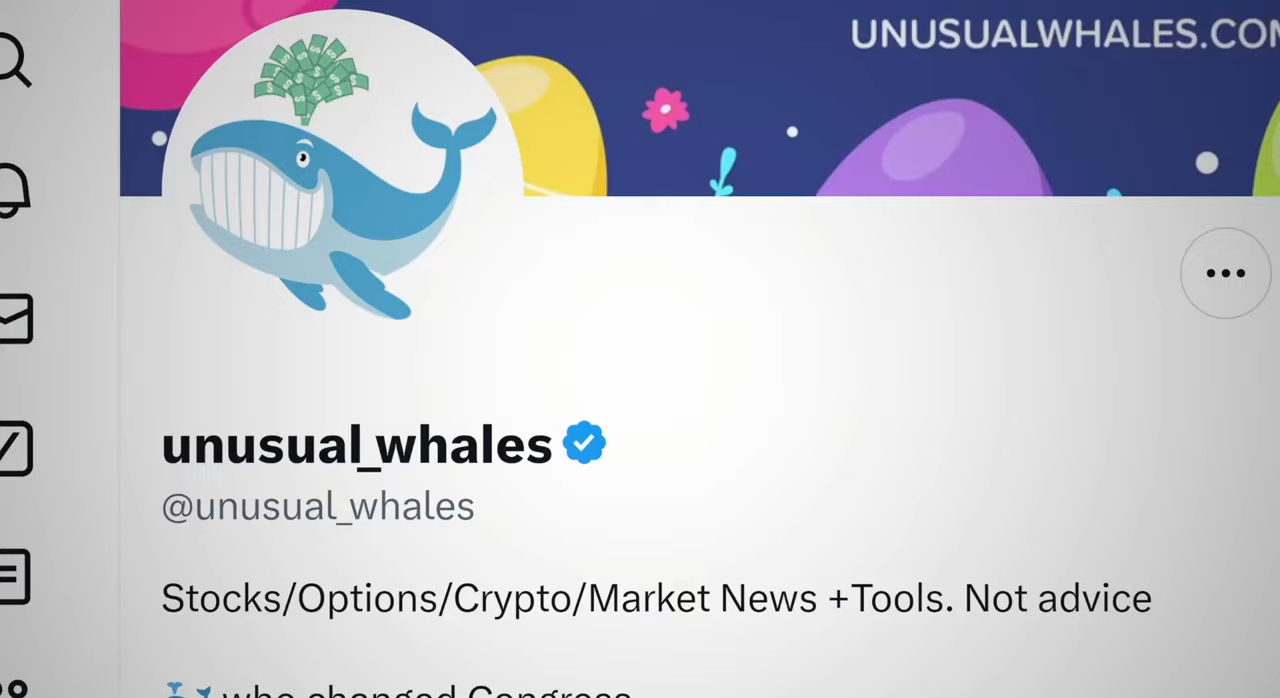 UNUSUALWHALES.COM
unusual_whales
@unusual_whales
Stocks/Options/Crypto/Market News +Tools. Not advice
who changed Congress